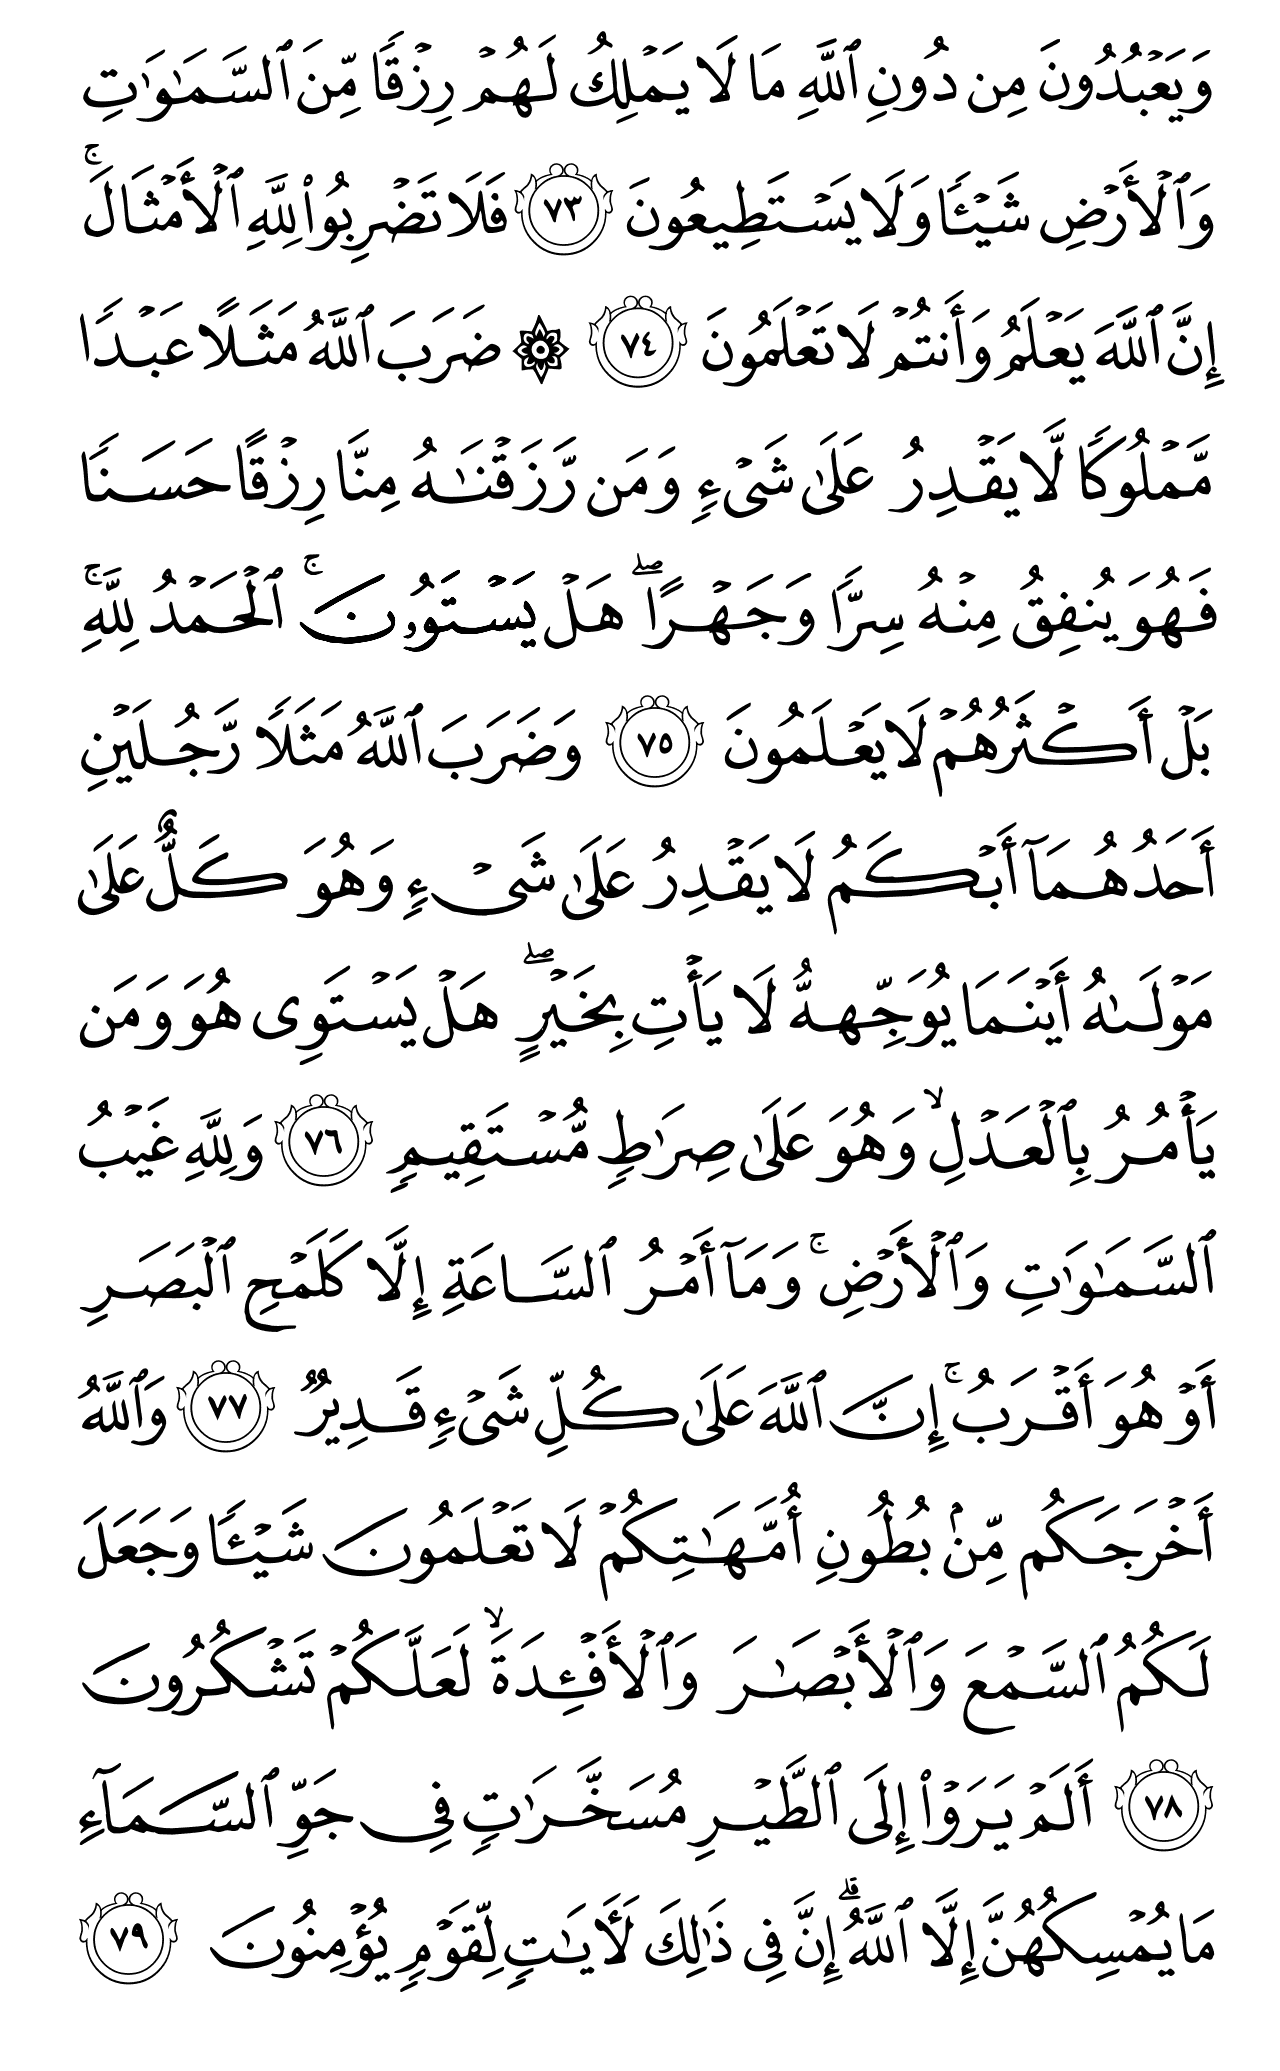 وَيَعۡبُدُونَ مِن دُونِ ٱللَّهِ مَا لَا يَمۡلِكُ لَهُمۡ رِزۡقٗا مِّنَ ٱلسَّمَٰوَٰتِ
وَٱلۡأَرۡضِ شَيۡـٔٗا وَلَا يَسۡتَطِيعُونَ ٧٣ فَلَا تَضۡرِبُواْ لِلَّهِ ٱلۡأَمۡثَالَۚ
إِنَّ ٱللَّهَ يَعۡلَمُ وَأَنتُمۡ لَا تَعۡلَمُونَ ٧٤ ۞ ضَرَبَ ٱللَّهُ مَثَلًا عَبۡدٗا
مَّمۡلُوكٗا لَّا يَقۡدِرُ عَلَىٰ شَيۡءٖ وَمَن رَّزَقۡنَٰهُ مِنَّا رِزۡقًا حَسَنٗا
فَهُوَ يُنفِقُ مِنۡهُ سِرّٗا وَجَهۡرًاۖ هَلۡ يَسۡتَوُۥنَۚ ٱلۡحَمۡدُ لِلَّهِۚ
بَلۡ أَكۡثَرُهُمۡ لَا يَعۡلَمُونَ ٧٥ وَضَرَبَ ٱللَّهُ مَثَلٗا رَّجُلَيۡنِ
أَحَدُهُمَآ أَبۡكَمُ لَا يَقۡدِرُ عَلَىٰ شَيۡءٖ وَهُوَ كَلٌّ عَلَىٰ
مَوۡلَىٰهُ أَيۡنَمَا يُوَجِّههُّ لَا يَأۡتِ بِخَيۡرٍۖ هَلۡ يَسۡتَوِي هُوَ وَمَن
يَأۡمُرُ بِٱلۡعَدۡلِۙ وَهُوَ عَلَىٰ صِرَٰطٖ مُّسۡتَقِيمٖ ٧٦ وَلِلَّهِ غَيۡبُ
ٱلسَّمَٰوَٰتِ وَٱلۡأَرۡضِۚ وَمَآ أَمۡرُ ٱلسَّاعَةِ إِلَّا كَلَمۡحِ ٱلۡبَصَرِ
أَوۡ هُوَ أَقۡرَبُۚ إِنَّ ٱللَّهَ عَلَىٰ كُلِّ شَيۡءٖ قَدِيرٞ ٧٧ وَٱللَّهُ
أَخۡرَجَكُم مِّنۢ بُطُونِ أُمَّهَٰتِكُمۡ لَا تَعۡلَمُونَ شَيۡـٔٗا وَجَعَلَ
لَكُمُ ٱلسَّمۡعَ وَٱلۡأَبۡصَٰرَ وَٱلۡأَفۡـِٔدَةَۙ لَعَلَّكُمۡ تَشۡكُرُونَ
٧٨ أَلَمۡ يَرَوۡاْ إِلَى ٱلطَّيۡرِ مُسَخَّرَٰتٖ فِي جَوِّ ٱلسَّمَآءِ
مَا يُمۡسِكُهُنَّ إِلَّا ٱللَّهُۚ إِنَّ فِي ذَٰلِكَ لَأٓيَٰتٖ لِّقَوۡمٖ يُؤۡمِنُونَ ٧٩